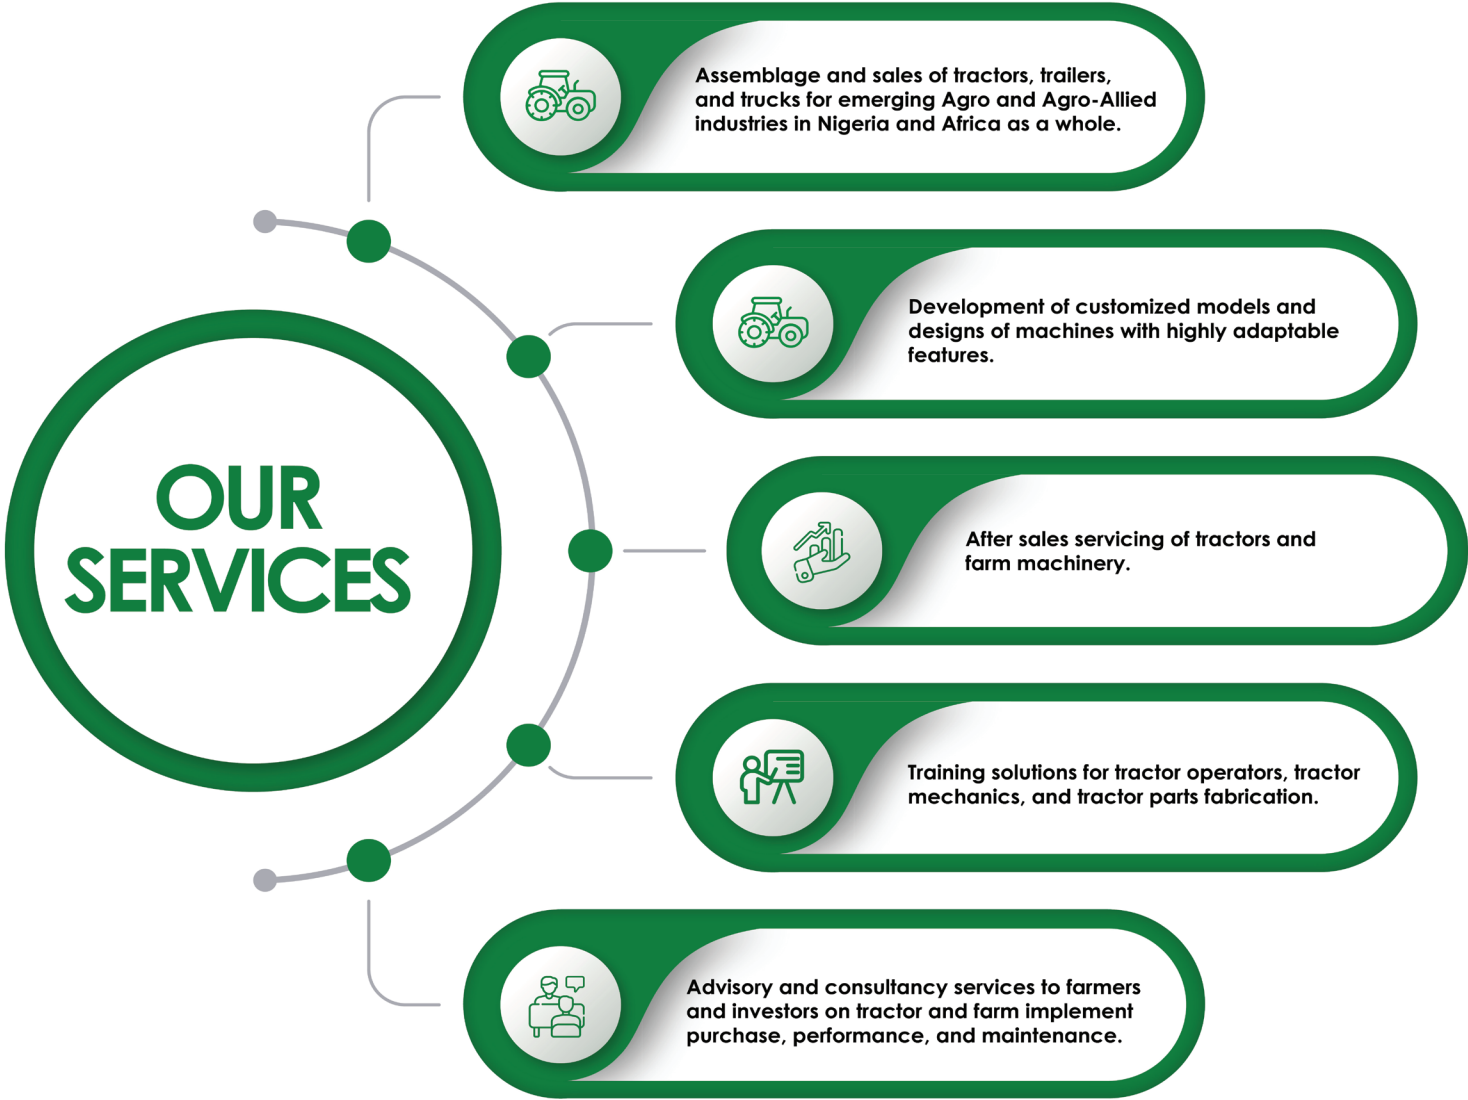 OUR
SERVICES
Assemblage and sales of tractors, trailers,
and trucks for emerging Agro and Agro-Allied
industries in Nigeria and Africa as a whole.
Development of customized models and
designs of machines with highly adaptable
features.
After sales servicing of tractors and
farm machinery.
Training solutions for tractor operators, tractor
mechanics, and tractor parts fabrication.
Advisory and consultancy services to farmers
and investors on tractor and farm implement
purchase, performance, and maintenance.